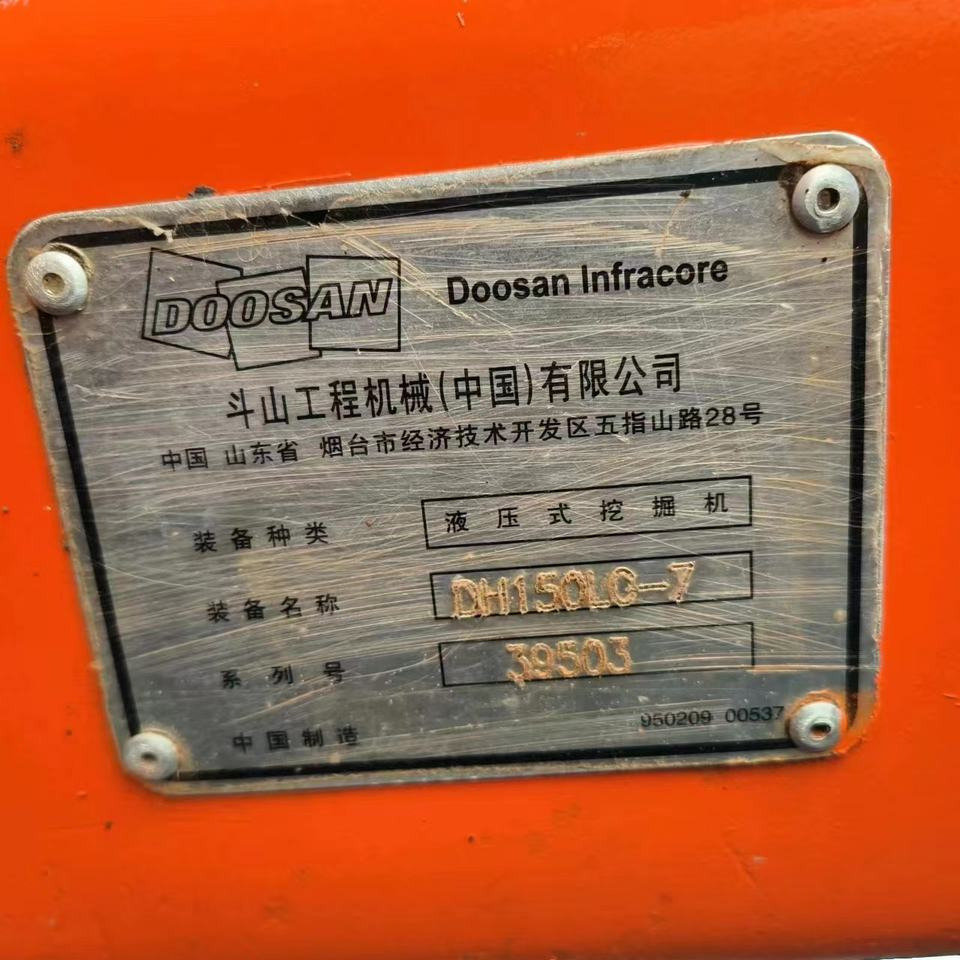 DOOSAN Doosan Infracore
斗山工程机械(中国)有限公司
中国 山东省 烟台市经济技术开发区五指山路28号
装备种类 液压式挖掘机
装备名称 DH150LC-7
系列号 39503
中国制造 950209 00537